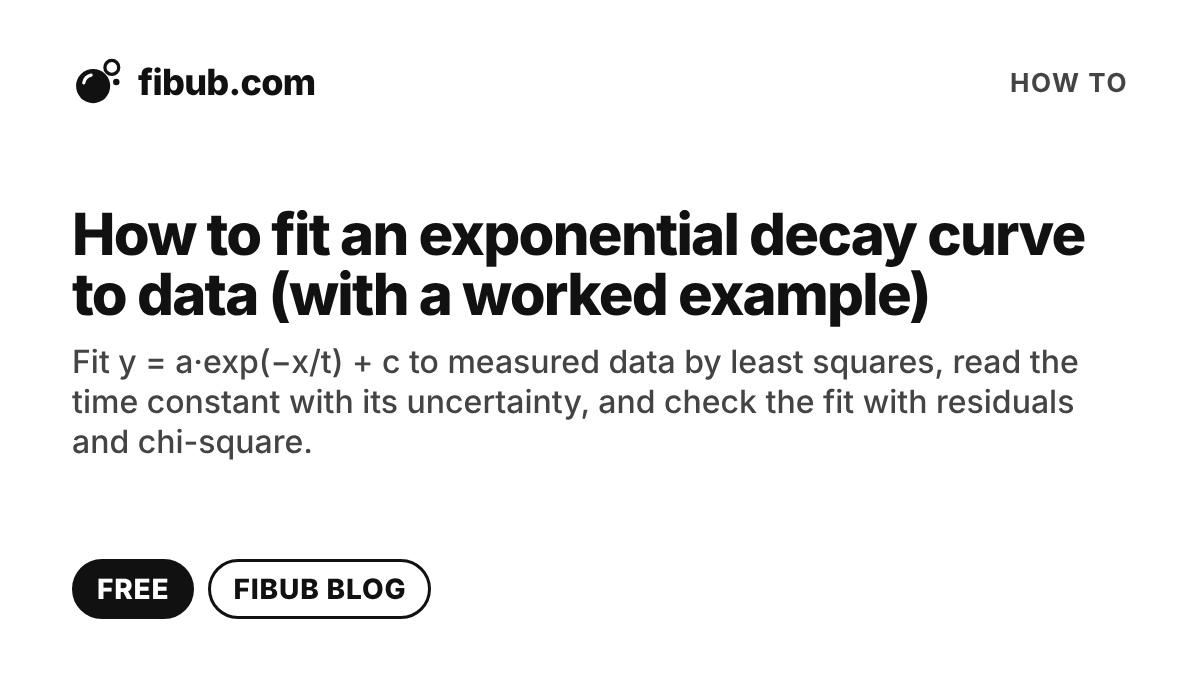 fibub.com
HOW TO
How to fit an exponential decay curve
to data (with a worked example)
Fit y = a·exp(−x/t) + c to measured data by least squares, read the
time constant with its uncertainty, and check the fit with residuals
and chi-square.
FREE
FIBUB BLOG